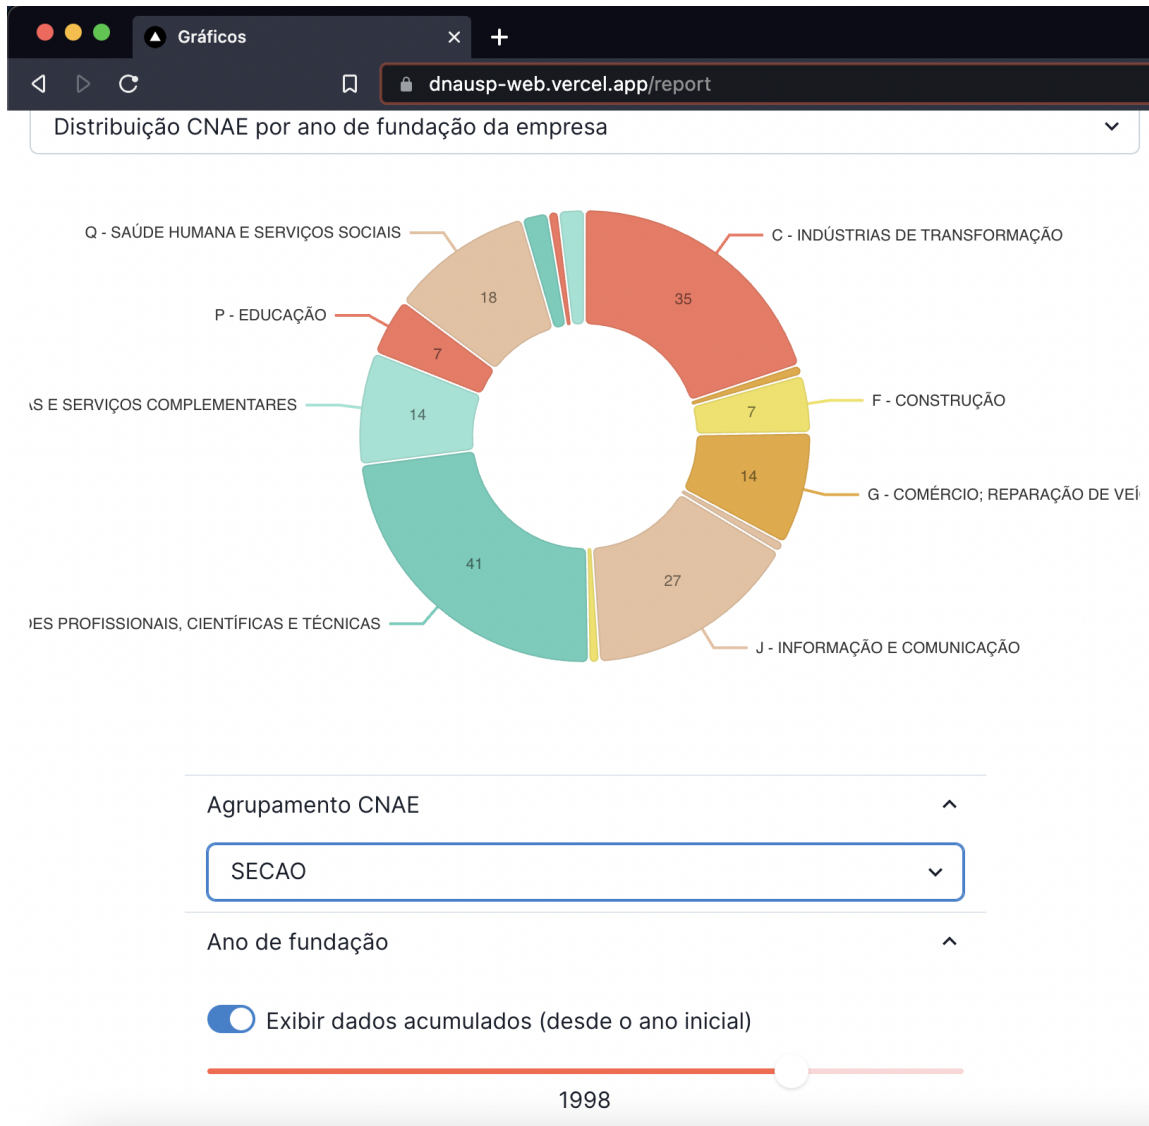 Gráficos
dnausp-web.vercel.app/report
Distribuição CNAE por ano de fundação da empresa
Q - SAÚDE HUMANA E SERVIÇOS SOCIAIS
C - INDÚSTRIAS DE TRANSFORMAÇÃO
18
35
P - EDUCAÇÃO
7
S E SERVIÇOS COMPLEMENTARES
14
7
F - CONSTRUÇÃO
14
G - COMÉRCIO; REPARAÇÃO DE VEÍ
41
27
ES PROFISSIONAIS, CIENTÍFICAS E TÉCNICAS
J - INFORMAÇÃO E COMUNICAÇÃO
Agrupamento CNAE
SECAO
Ano de fundação
Exibir dados acumulados (desde o ano inicial)
1998